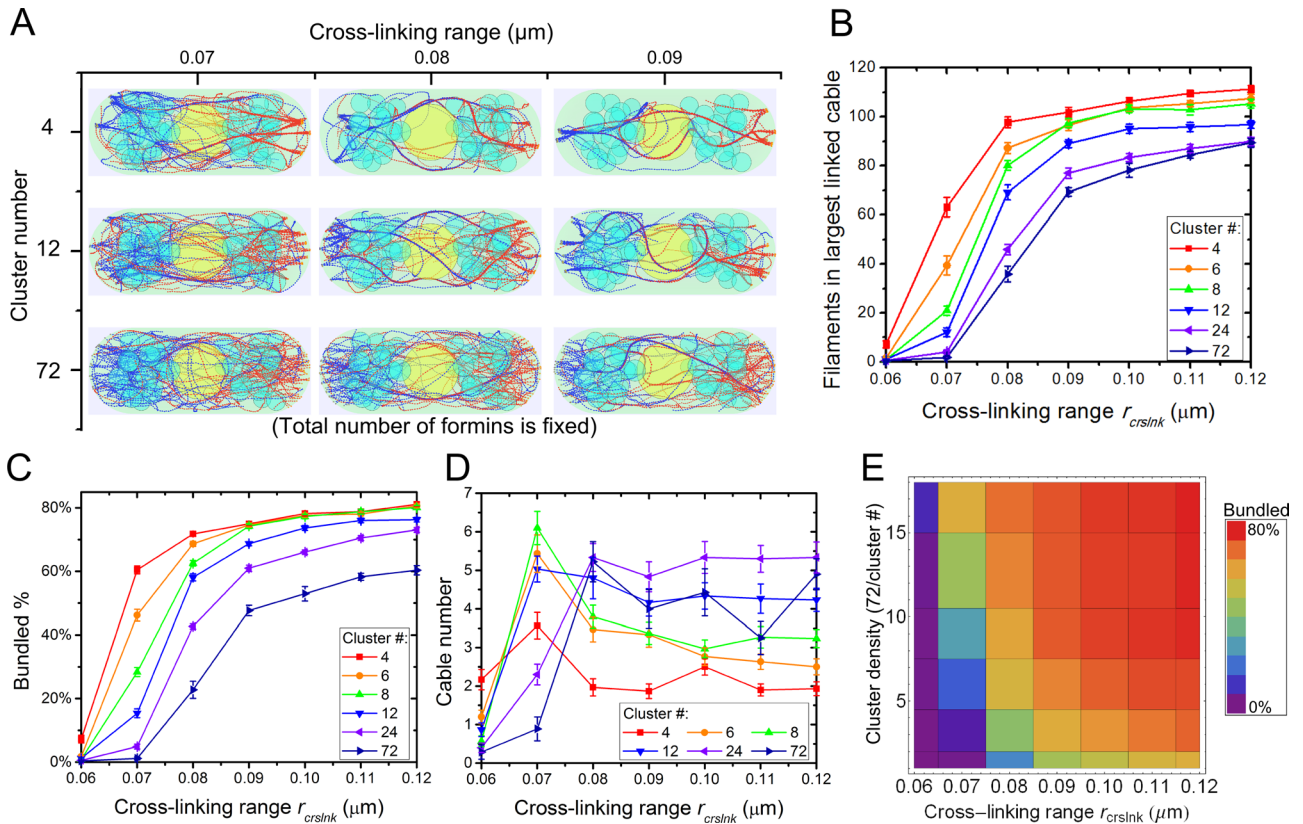 A
Cross-linking range (μm)
0.07 0.08 0.09
Cluster number
4
12
72
(Total number of formins is fixed)
B
Filaments in largest linked cable
120
100
80
60
40
20
0
Cluster #:
4
6
8
12
24
72
0.06 0.07 0.08 0.09 0.10 0.11 0.12
Cross-linking range rcrslnk (μm)
C
Bundled %
80%
60%
40%
20%
0%
Cluster #:
4
6
8
12
24
72
0.06 0.07 0.08 0.09 0.10 0.11 0.12
Cross-linking range rcrslnk (μm)
D
Cable number
7
6
5
4
3
2
1
0
Cluster #:
4 6 8
12 24 72
0.06 0.07 0.08 0.09 0.10 0.11 0.12
Cross-linking range rcrslnk (μm)
E
Cluster density (72/cluster #)
15
10
5
0.06 0.07 0.08 0.09 0.10 0.11 0.12
Cross–linking range rcrslnk (μm)
Bundled
80%
0%